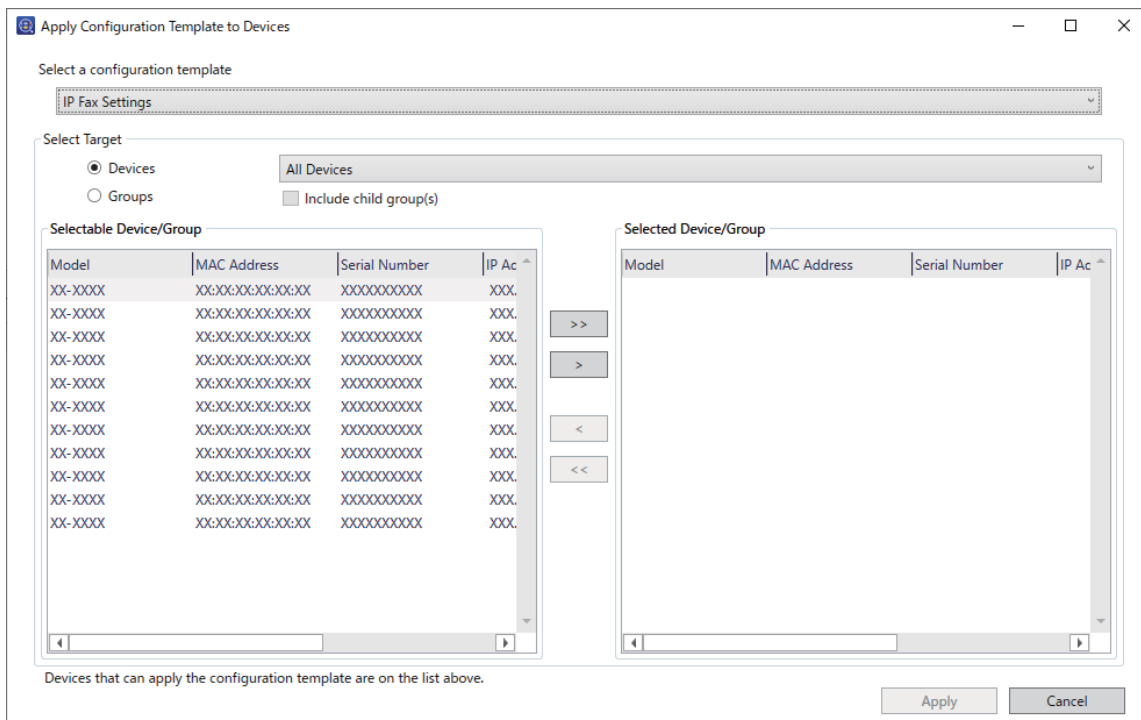 Apply Configuration Template to Devices
Select a configuration template
IP Fax Settings
Select Target
Devices
All Devices
Groups
Include child group(s)
Selectable Device/Group
Model MAC Address Serial Number IP Ac
XX-XXXX XX:XX:XX:XX:XX:XX XXXXXXXXXX XXX.
XX-XXXX XX:XX:XX:XX:XX:XX XXXXXXXXXX XXX.
XX-XXXX XX:XX:XX:XX:XX:XX XXXXXXXXXX XXX.
XX-XXXX XX:XX:XX:XX:XX:XX XXXXXXXXXX XXX.
XX-XXXX XX:XX:XX:XX:XX:XX XXXXXXXXXX XXX.
XX-XXXX XX:XX:XX:XX:XX:XX XXXXXXXXXX XXX.
XX-XXXX XX:XX:XX:XX:XX:XX XXXXXXXXXX XXX.
XX-XXXX XX:XX:XX:XX:XX:XX XXXXXXXXXX XXX.
XX-XXXX XX:XX:XX:XX:XX:XX XXXXXXXXXX XXX.
XX-XXXX XX:XX:XX:XX:XX:XX XXXXXXXXXX XXX.
XX-XXXX XX:XX:XX:XX:XX:XX XXXXXXXXXX XXX.
>>
>
<
<<
Selected Device/Group
Model MAC Address Serial Number IP Ac
Devices that can apply the configuration template are on the list above.
Apply
Cancel